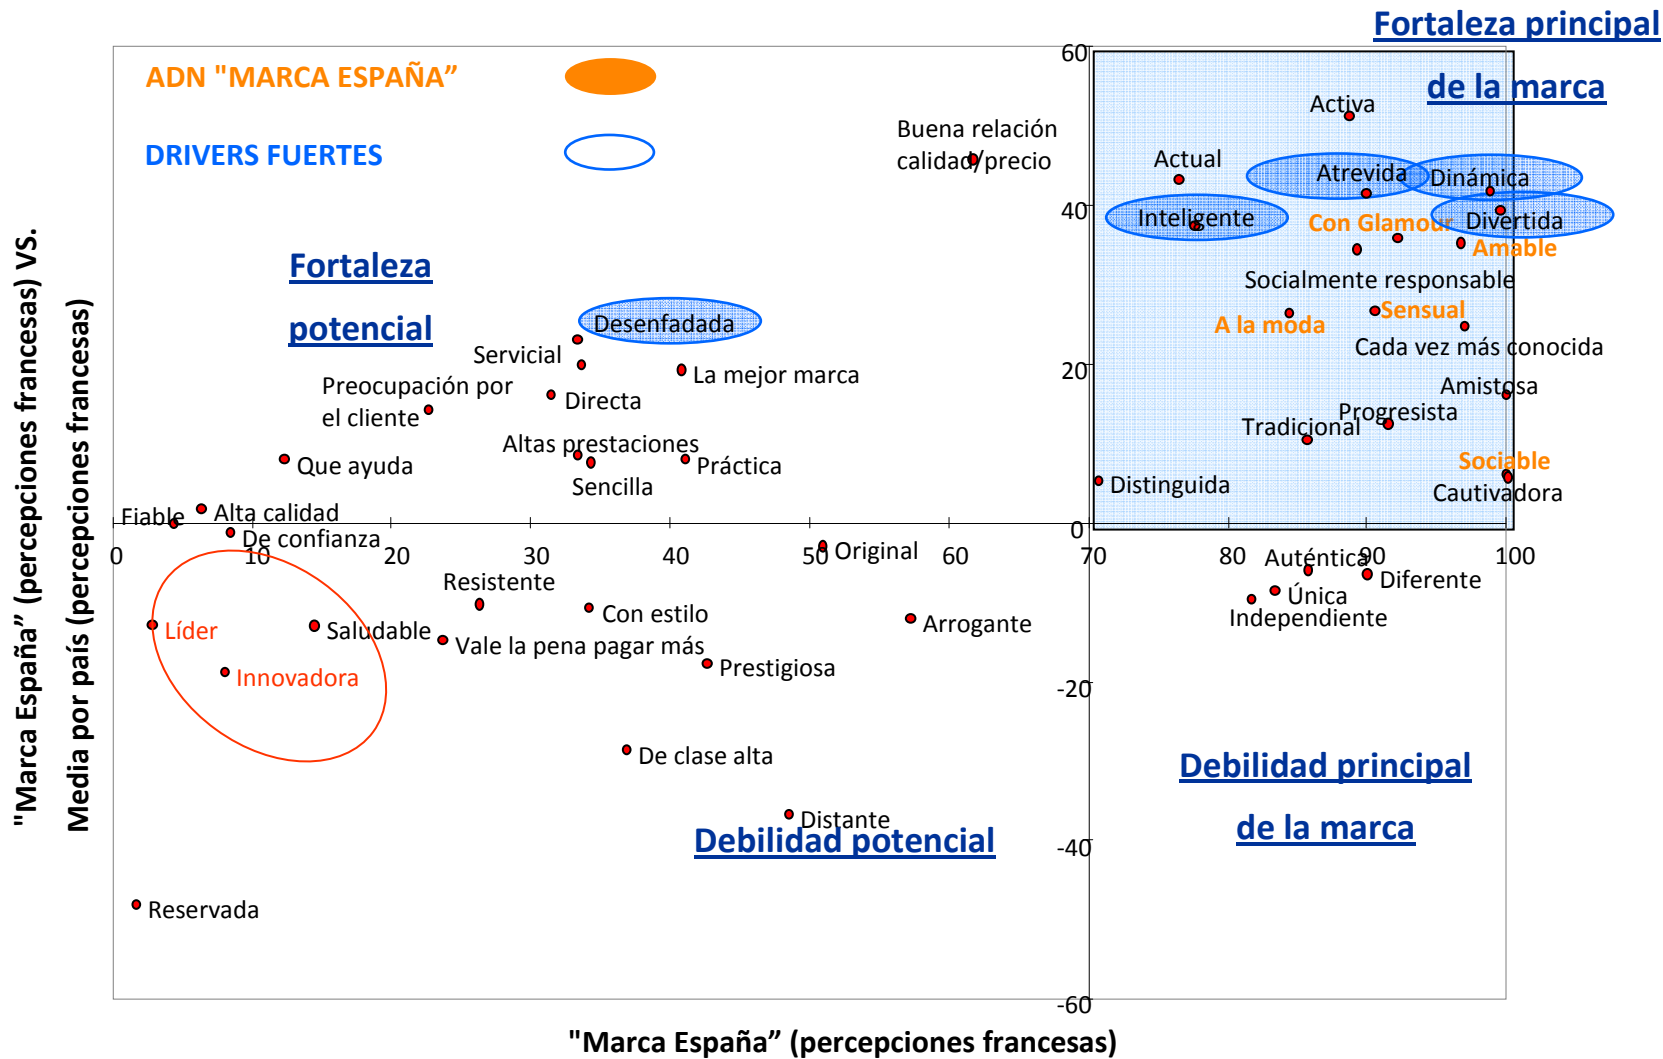 Fortaleza principal
de la marca
60
ADN "MARCA ESPAÑA”
DRIVERS FUERTES
Activa
Buena relación
calidad/precio
Actual
Atrevida
Dinámica
40
Inteligente
Con Glamour
Divertida
Amable
Fortaleza
potencial
Socialmente responsable
Desenfadada
A la moda
Sensual
Servicial
Cada vez más conocida
20
La mejor marca
Preocupación por
el cliente
Directa
Amistosa
Progresista
Tradicional
Altas prestaciones
Que ayuda
Práctica
Sociable
Sencilla
Distinguida
Cautivadora
Fiable
Alta calidad
De confianza
0
0
10
20
30
40
50
60
70
80
90
100
Original
Auténtica
Resistente
Diferente
Única
Con estilo
Independiente
Arrogante
Líder
Saludable
Vale la pena pagar más
Innovadora
Prestigiosa
-20
De clase alta
Debilidad principal
de la marca
Distante
Debilidad potencial
-40
Reservada
-60
"Marca España” (percepciones francesas) VS.
Media por país (percepciones francesas)
"Marca España” (percepciones francesas)